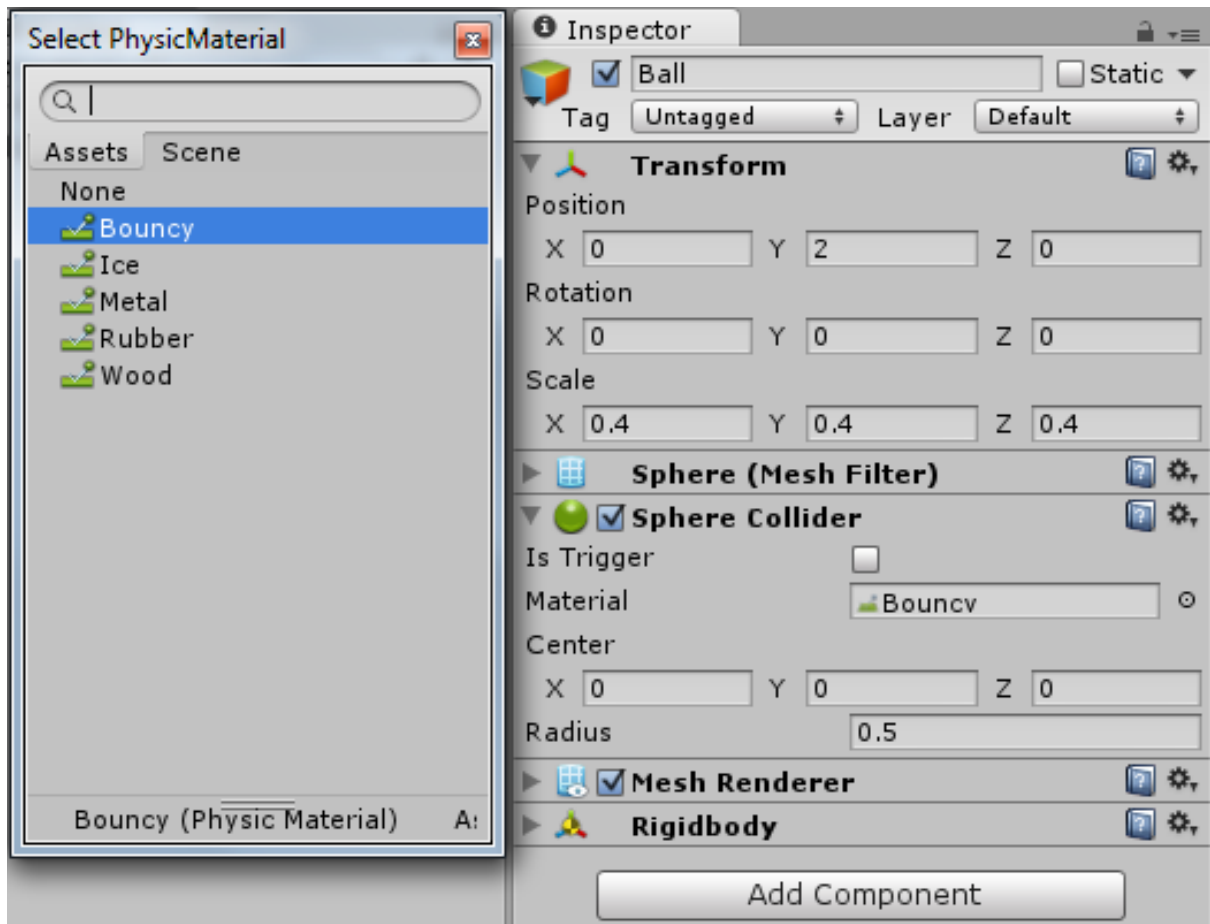 Select PhysicMaterial
Assets Scene
None
Bouncy
Ice
Metal
Rubber
Wood
Bouncy (Physic Material) As
Inspector
Ball Static
Tag Untagged Layer Default
Transform
Position
X 0 Y 2 Z 0
Rotation
X 0 Y 0 Z 0
Scale
X 0.4 Y 0.4 Z 0.4
Sphere (Mesh Filter)
Sphere Collider
Is Trigger
Material Bouncy
Center
X 0 Y 0 Z 0
Radius 0.5
Mesh Renderer
Rigidbody
Add Component